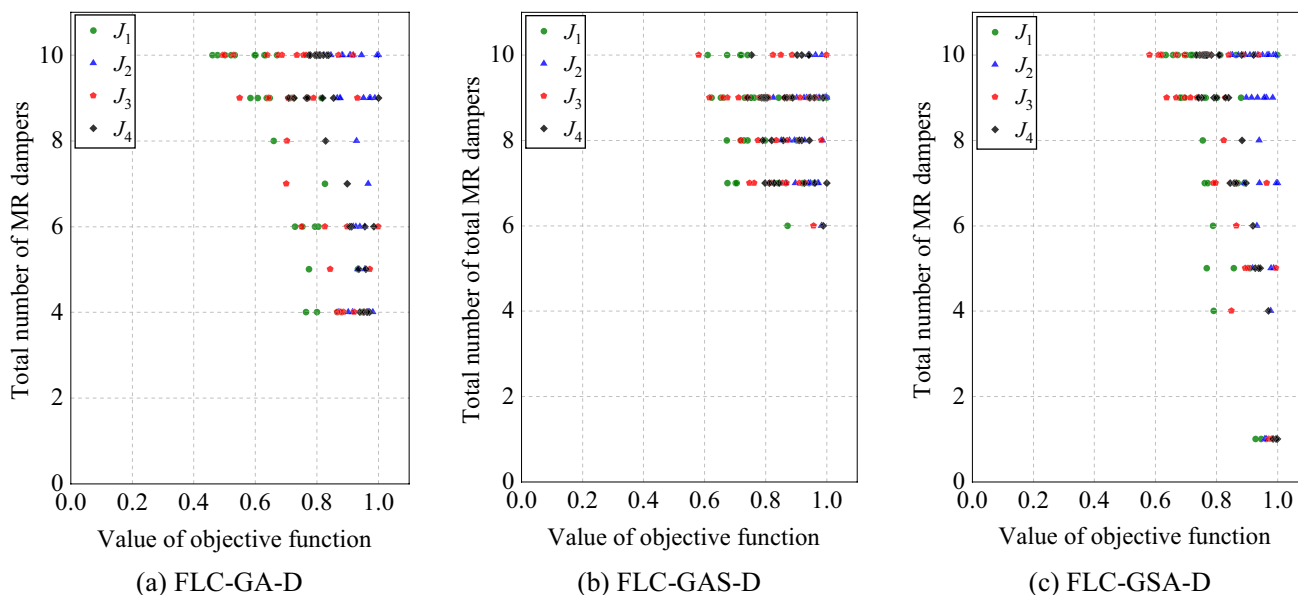 J1
J2
J3
J4
10
8
6
4
2
0
0.0 0.2 0.4 0.6 0.8 1.0
Total number of MR dampers
Value of objective function
(a) FLC-GA-D
J1
J2
J3
J4
10
8
6
4
2
0
0.0 0.2 0.4 0.6 0.8 1.0
Total number of total MR dampers
Value of objective function
(b) FLC-GAS-D
J1
J2
J3
J4
10
8
6
4
2
0
0.0 0.2 0.4 0.6 0.8 1.0
Total number of MR dampers
Value of objective function
(c) FLC-GSA-D